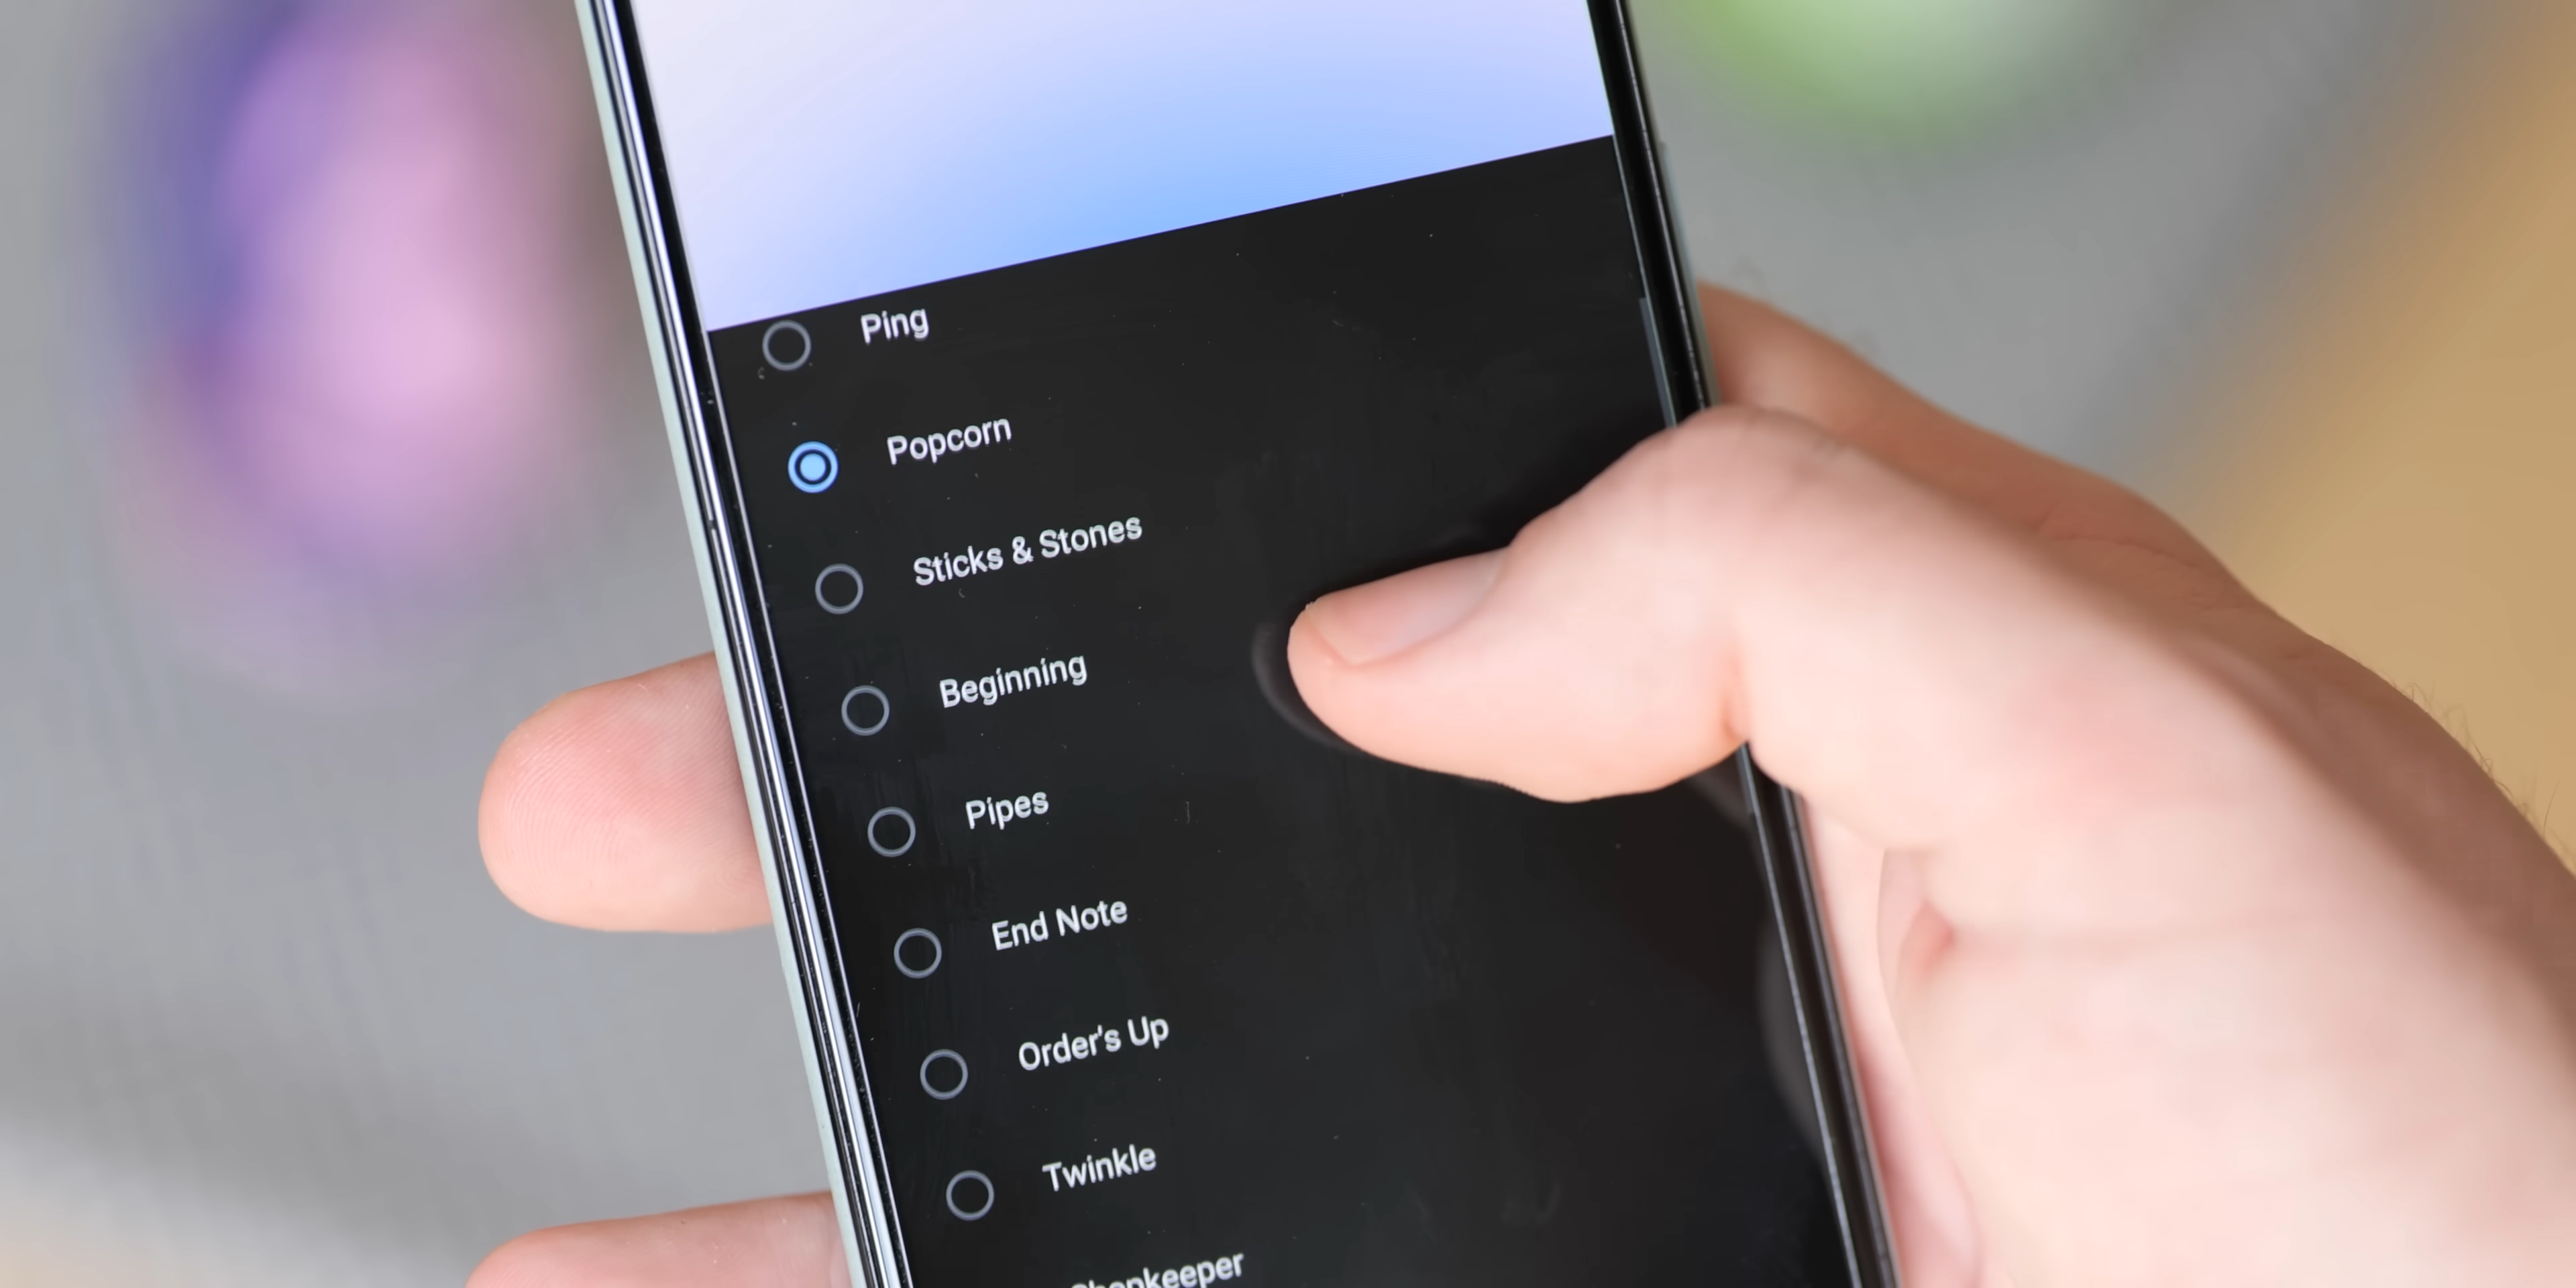 Ping
Popcorn
Sticks & Stones
Beginning
Pipes
End Note
Order's Up
Twinkle
Shopkeeper